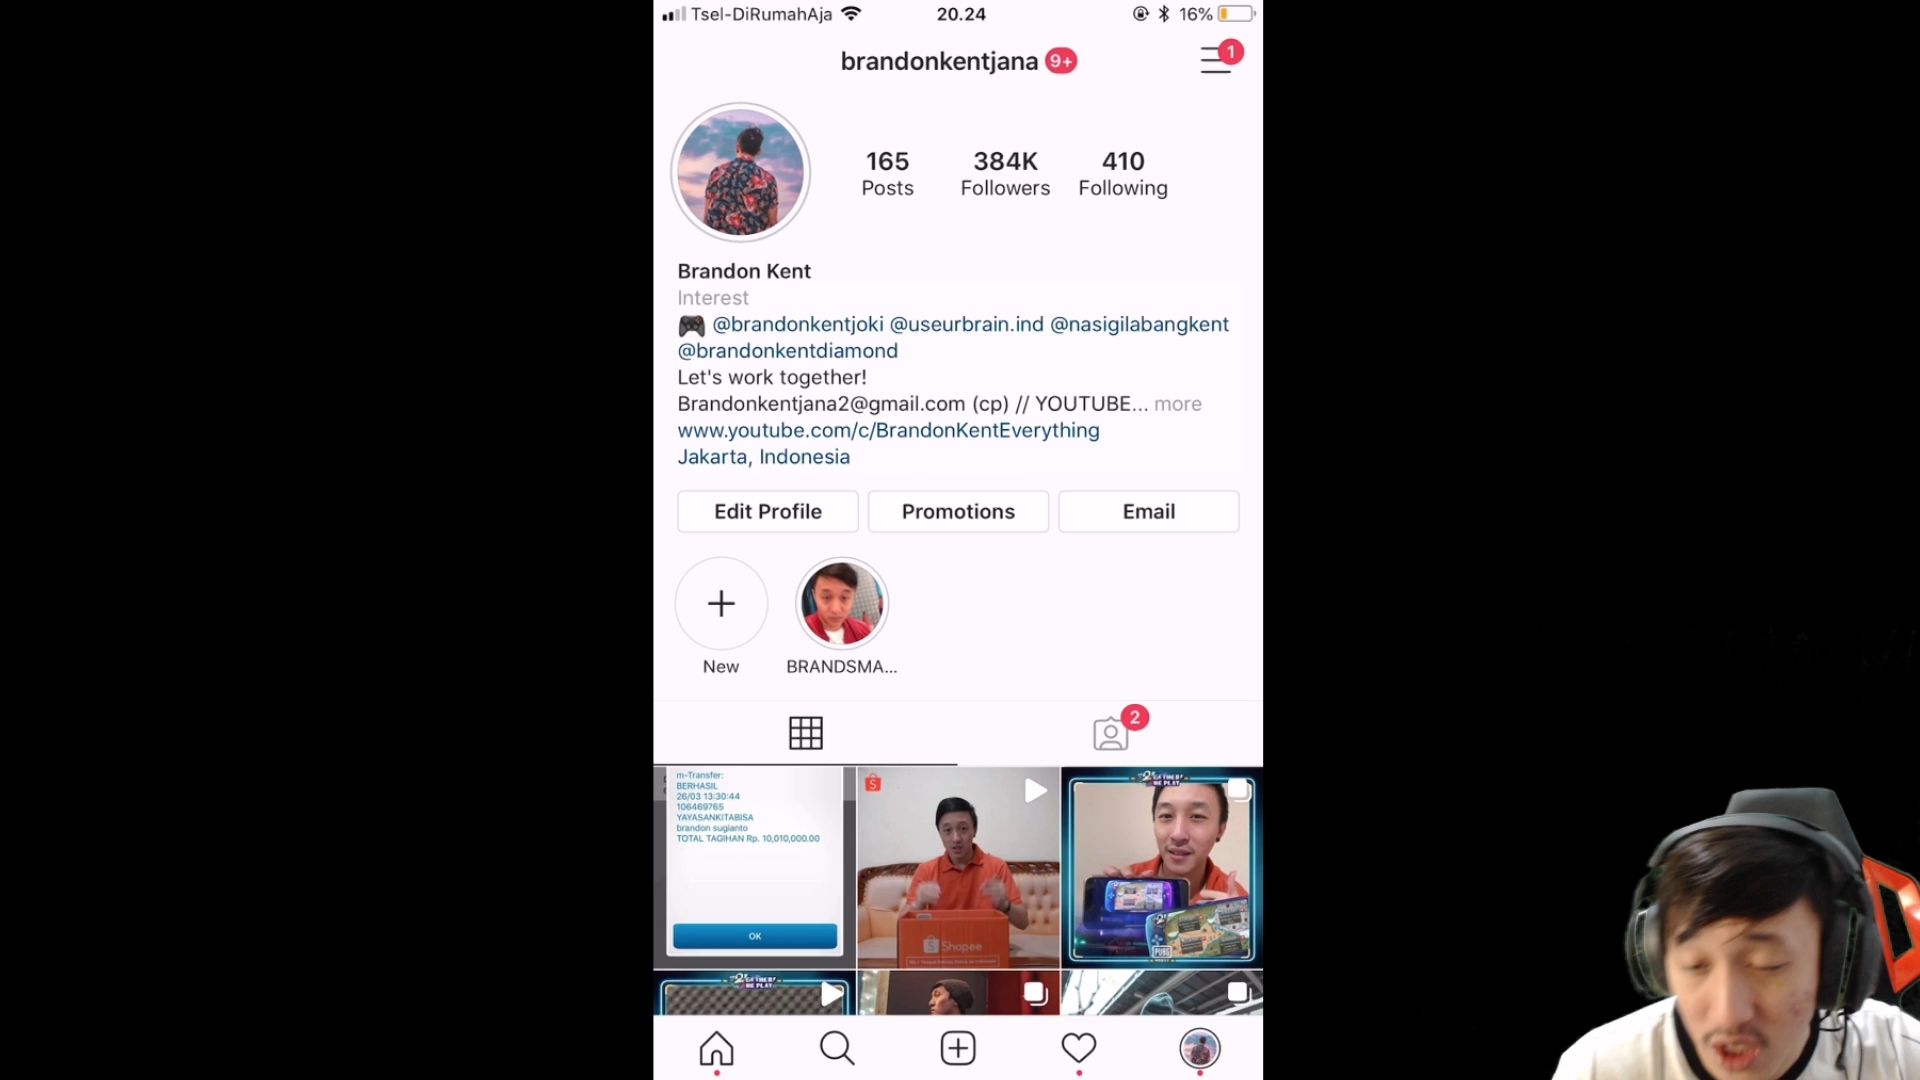 Tsel-DiRumahAja
20.24
16%
brandonkentjana 9+
1
165
Posts
384K
Followers
410
Following
Brandon Kent
Interest
@brandonkentjoki @useurbrain.ind @nasigilabangkent
@brandonkentdiamond
Let's work together!
Brandonkentjana2@gmail.com (cp) // YOUTUBE... more
www.youtube.com/c/BrandonKentEverything
Jakarta, Indonesia
Edit Profile
Promotions
Email
New
BRANDSMA...
2
m-Transfer:
BERHASIL
26/03 13:30:44
106469765
YAYASANKITABISA
brandon sugianto
TOTAL TAGIHAN Rp. 10,010,000.00
OK
Shopee
PUBG